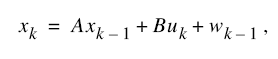 x_k = Ax_{k-1} + Bu_k + w_{k-1} ,